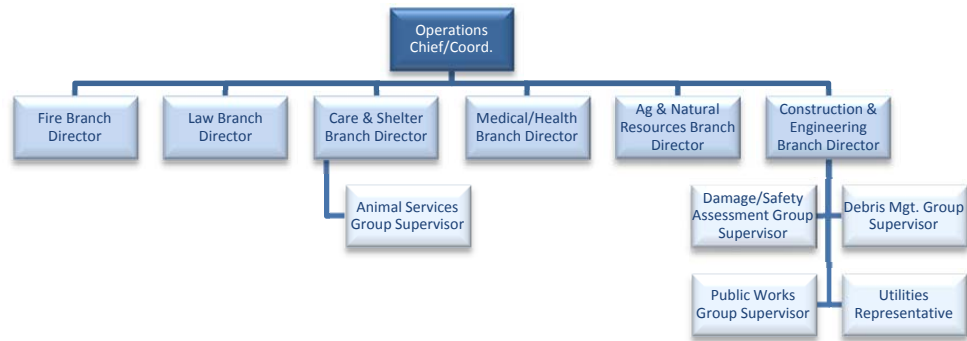 Operations
Chief/Coord.
Fire Branch
Director
Law Branch
Director
Care & Shelter
Branch Director
Medical/Health
Branch Director
Ag & Natural
Resources Branch
Director
Construction &
Engineering
Branch Director
Animal Services
Group Supervisor
Damage/Safety
Assessment Group
Supervisor
Debris Mgt. Group
Supervisor
Public Works
Group Supervisor
Utilities
Representative